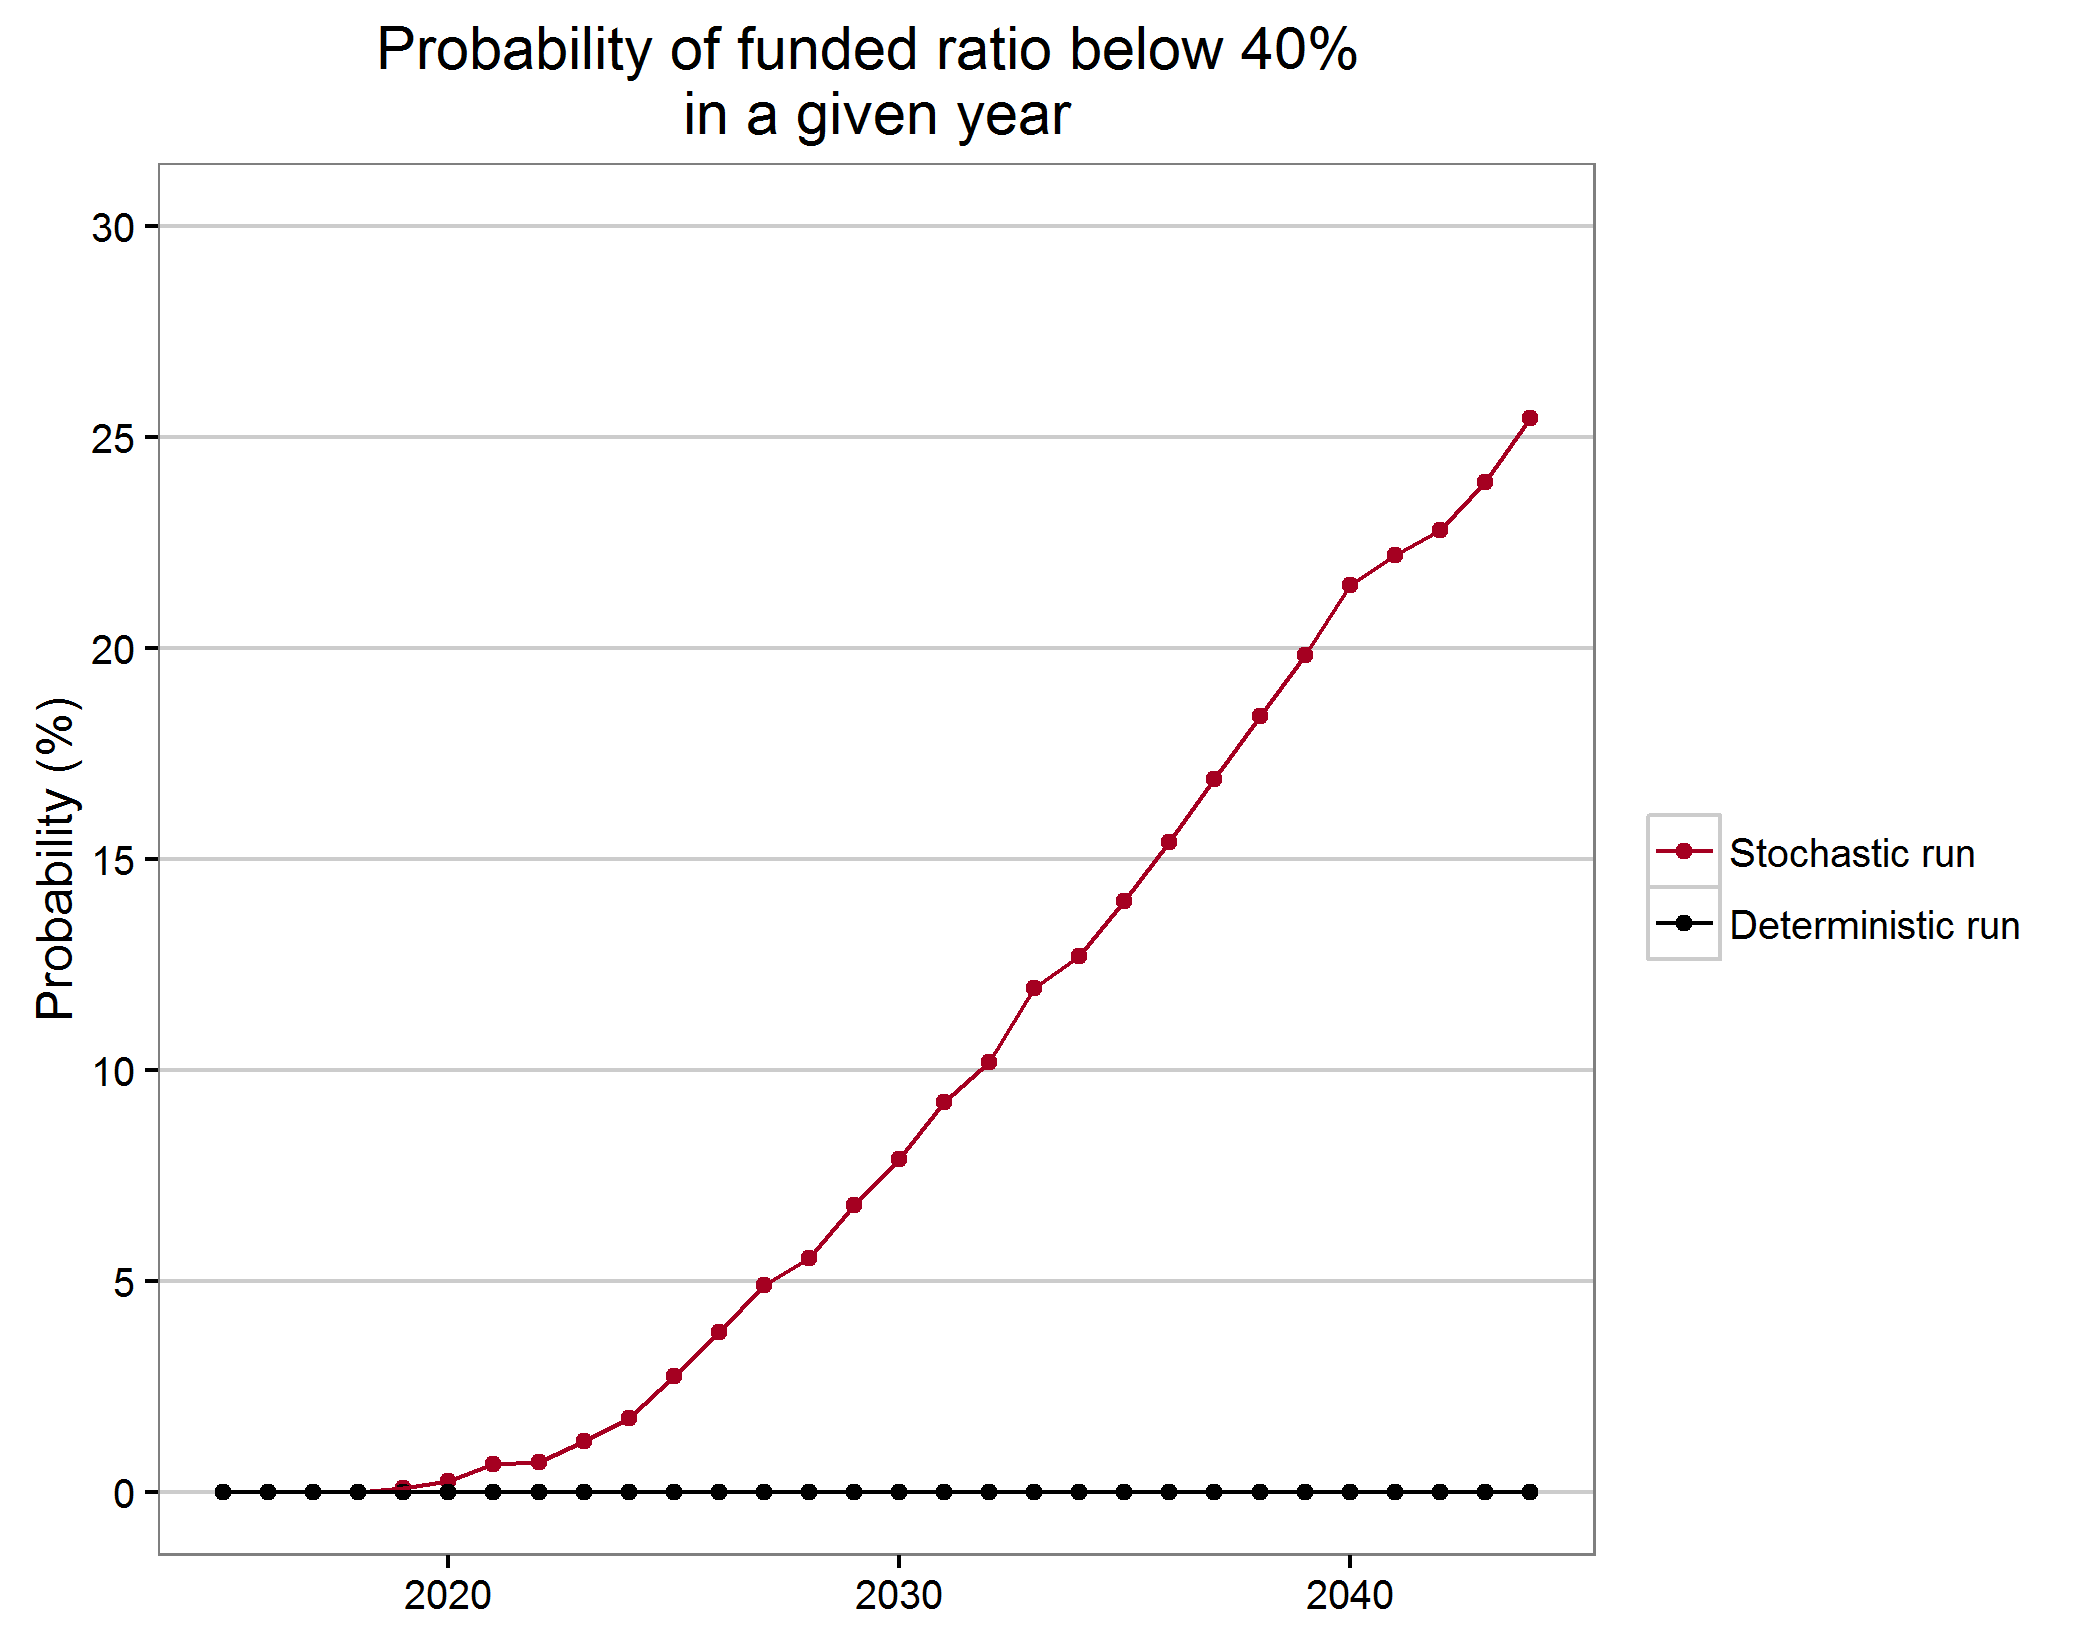 Probability of funded ratio below 40%
in a given year
Probability (%)
30
25
20
15
10
5
0
2020
2030
2040
Stochastic run
Deterministic run